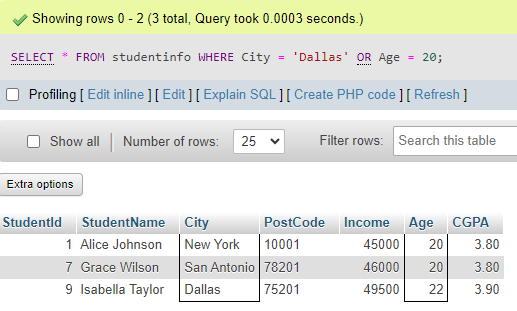 Showing rows 0 - 2 (3 total, Query took 0.0003 seconds.)
SELECT * FROM studentinfo WHERE City = 'Dallas' OR Age = 20;
Profiling [ Edit inline ] [ Edit ] [ Explain SQL ] [ Create PHP code ] [ Refresh ]
Show all Number of rows: 25 Filter rows: Search this table
Extra options
StudentId StudentName City PostCode Income Age CGPA
1 Alice Johnson New York 10001 45000 20 3.80
7 Grace Wilson San Antonio 78201 46000 20 3.80
9 Isabella Taylor Dallas 75201 49500 22 3.90